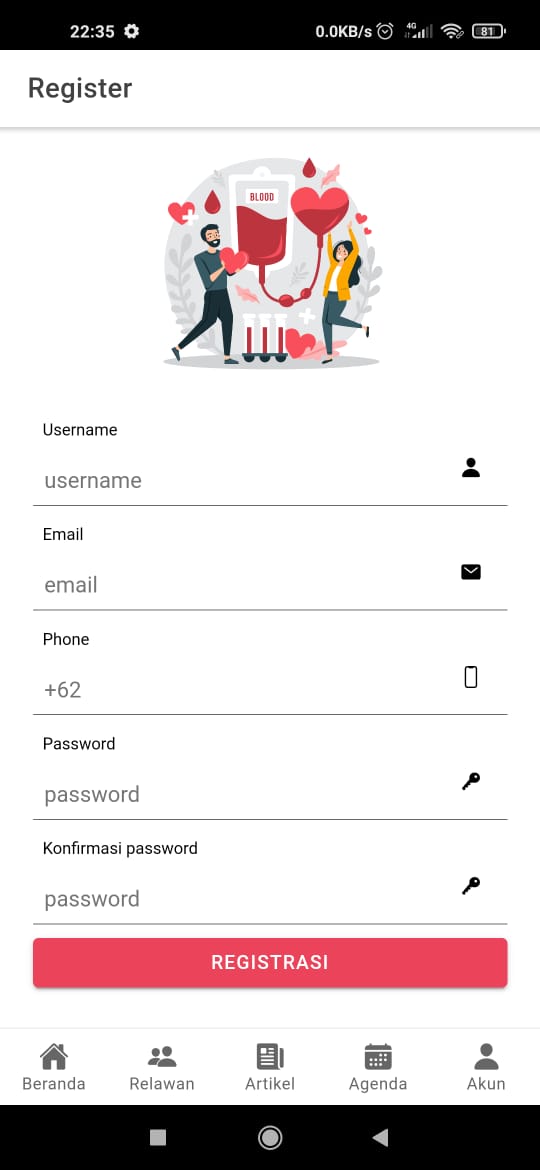 22:35 0.0KB/s 4G 81
Register
BLOOD
Username
username
Email
email
Phone
+62
Password
password
Konfirmasi password
password
REGISTRASI
Beranda Relawan Artikel Agenda Akun